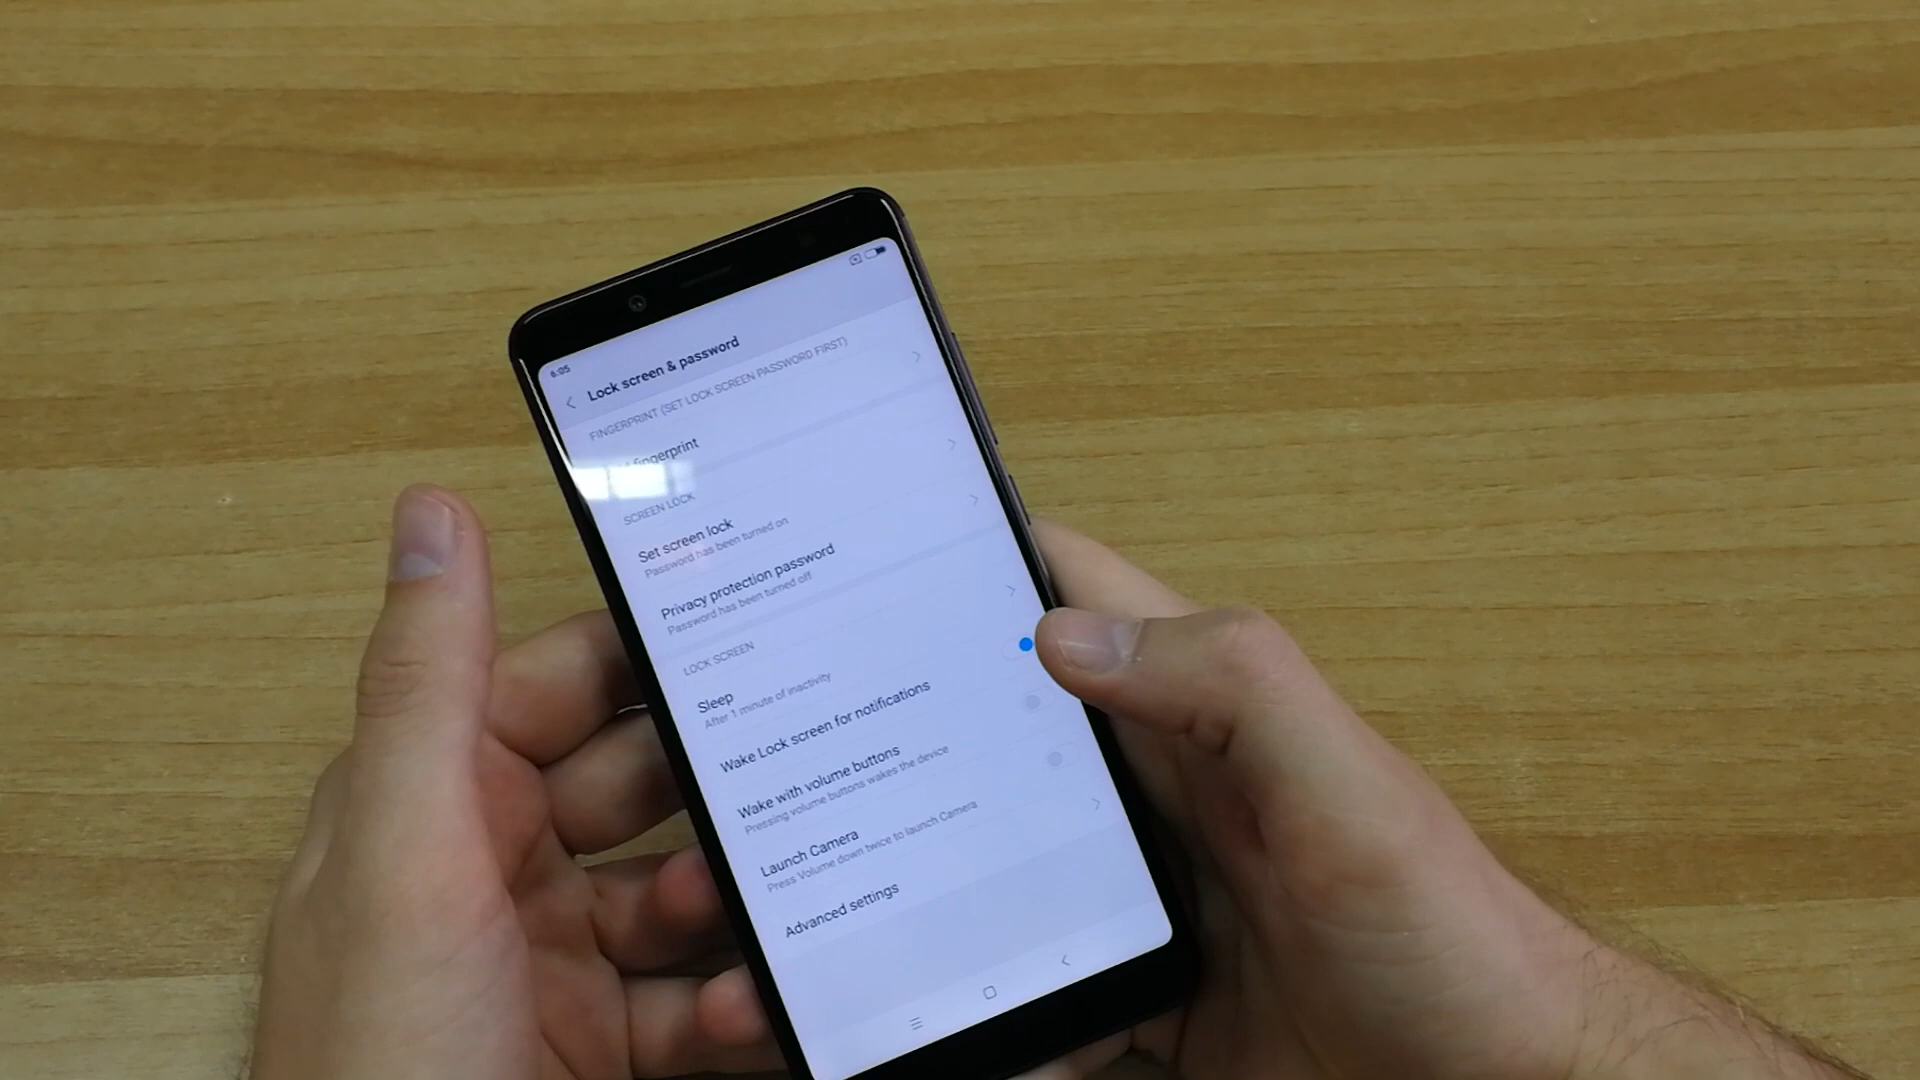 6:05
Lock screen & password
FINGERPRINT (SET LOCK SCREEN PASSWORD FIRST)
fingerprint
SCREEN LOCK
Set screen lock
Password has been turned on
Privacy protection password
Password has been turned off
LOCK SCREEN
Sleep
After 1 minute of inactivity
Wake Lock screen for notifications
Wake with volume buttons
Pressing volume buttons wakes the device
Launch Camera
Press Volume down twice to launch Camera
Advanced settings